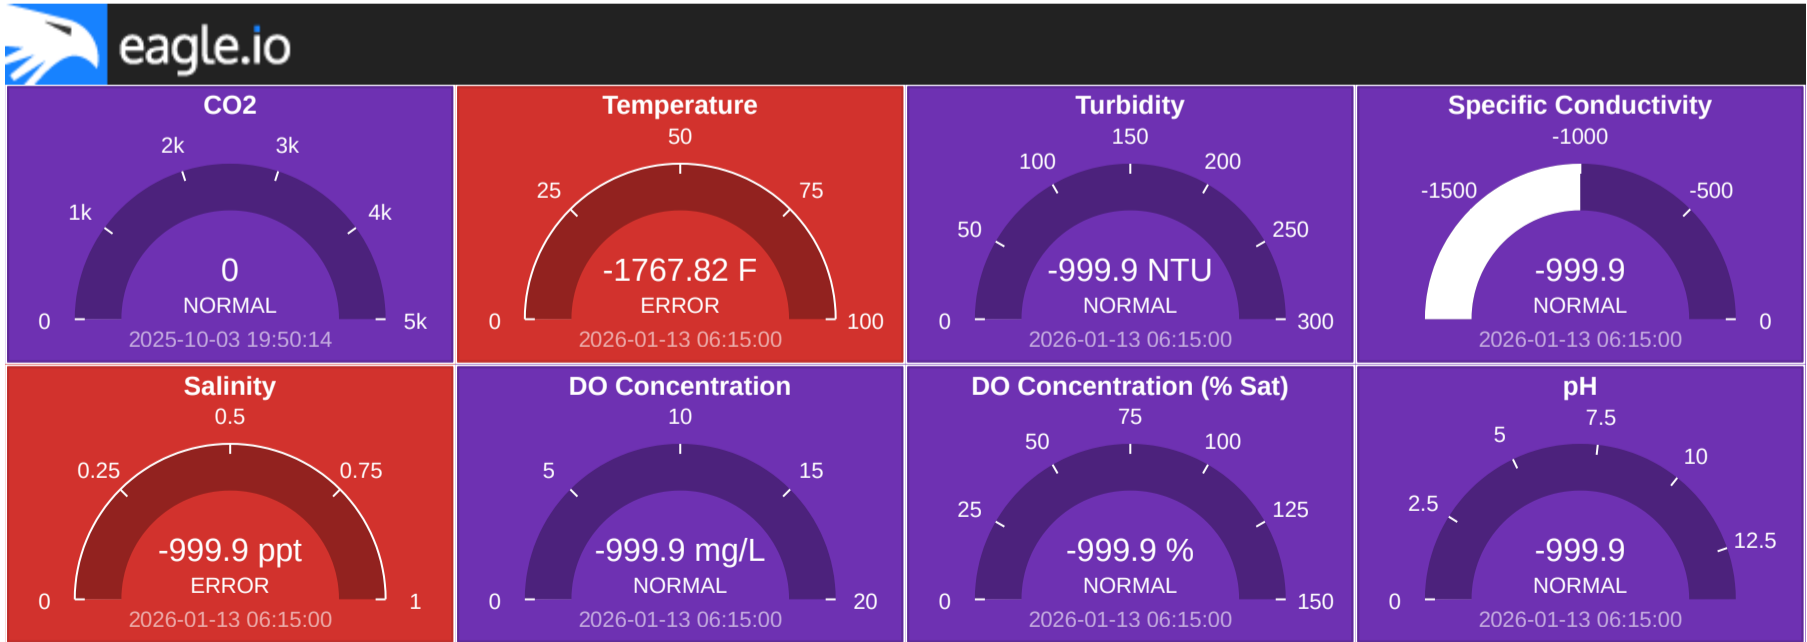 eagle.io
CO2
2k
3k
1k
4k
0
NORMAL
0
5k
2025-10-03 19:50:14
Temperature
50
25
75
-1767.82 F
ERROR
0
100
2026-01-13 06:15:00
Turbidity
150
100
200
50
250
-999.9 NTU
NORMAL
0
300
2026-01-13 06:15:00
Specific Conductivity
-1000
-1500
-500
-999.9
NORMAL
0
2026-01-13 06:15:00
Salinity
0.5
0.25
0.75
-999.9 ppt
ERROR
0
1
2026-01-13 06:15:00
DO Concentration
10
5
15
-999.9 mg/L
NORMAL
0
20
2026-01-13 06:15:00
DO Concentration (% Sat)
75
50
100
25
125
-999.9 %
NORMAL
0
150
2026-01-13 06:15:00
pH
7.5
5
10
2.5
12.5
-999.9
NORMAL
0
2026-01-13 06:15:00